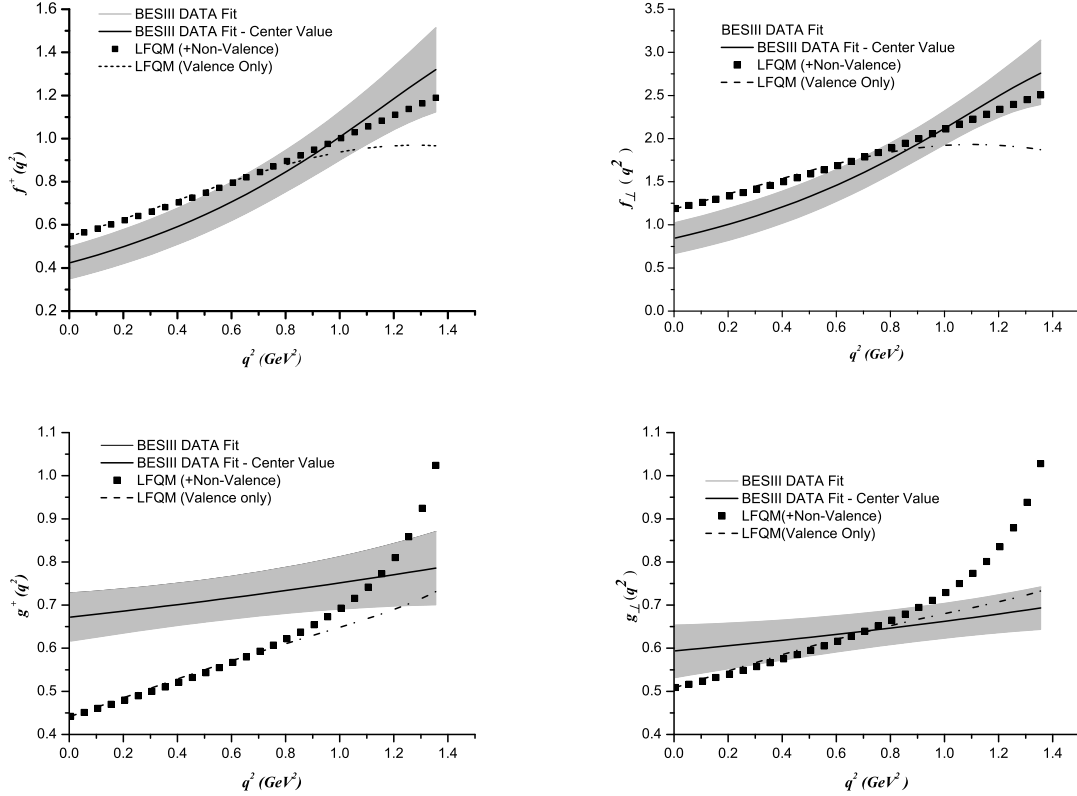 BESIII DATA Fit
BESIII DATA Fit - Center Value
LFQM (+Non-Valence)
LFQM (Valence Only)
1.6
1.4
1.2
1.0
0.8
0.6
0.4
0.2
f⁺(q²)
0.0 0.2 0.4 0.6 0.8 1.0 1.2 1.4
q² (GeV²)
BESIII DATA Fit
BESIII DATA Fit - Center Value
LFQM (+Non-Valence)
LFQM (Valence Only)
3.5
3.0
2.5
2.0
1.5
1.0
0.5
0.0
f⊥(q²)
0.0 0.2 0.4 0.6 0.8 1.0 1.2 1.4
q² (GeV²)
BESIII DATA Fit
BESIII DATA Fit - Center Value
LFQM (+Non-Valence)
LFQM (Valence only)
1.1
1.0
0.9
0.8
0.7
0.6
0.5
0.4
g⁺(q²)
0.0 0.2 0.4 0.6 0.8 1.0 1.2 1.4
q² (GeV²)
BESIII DATA Fit
BESIII DATA Fit - Center Value
LFQM(+Non-Valence)
LFQM(Valence Only)
1.1
1.0
0.9
0.8
0.7
0.6
0.5
0.4
g⊥(q²)
0.0 0.2 0.4 0.6 0.8 1.0 1.2 1.4
q² (GeV²)